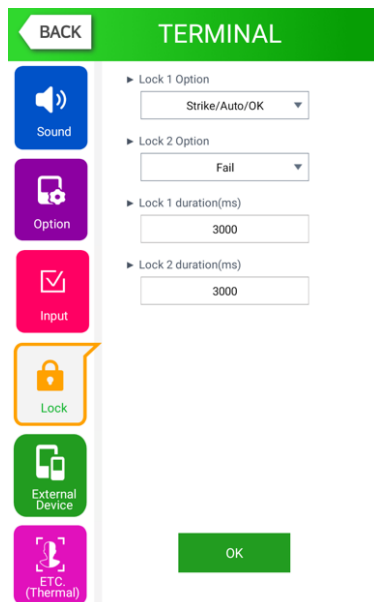 BACK
TERMINAL
Sound
Option
Input
Lock
External
Device
ETC.
(Thermal)
► Lock 1 Option
Strike/Auto/OK ▼
► Lock 2 Option
Fail ▼
► Lock 1 duration(ms)
3000
► Lock 2 duration(ms)
3000
OK